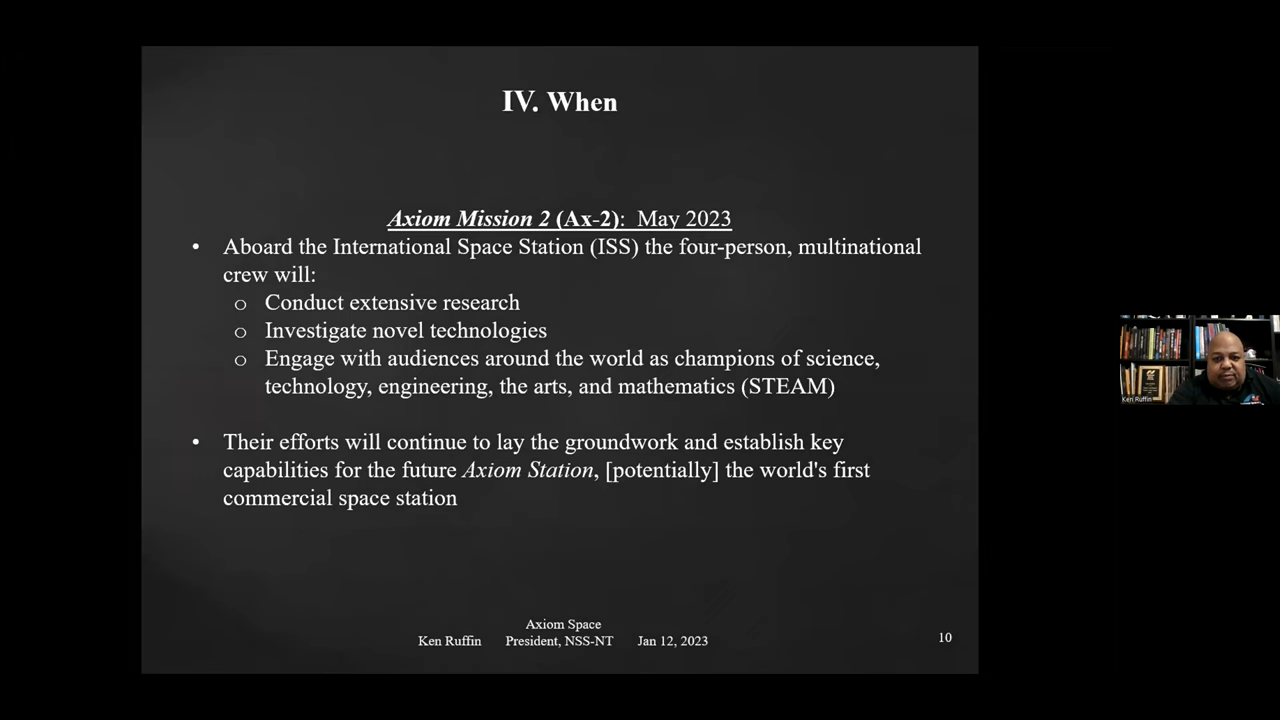 IV. When
Axiom Mission 2 (Ax-2):  May 2023
• Aboard the International Space Station (ISS) the four-person, multinational
crew will:
o Conduct extensive research
o Investigate novel technologies
o Engage with audiences around the world as champions of science,
technology, engineering, the arts, and mathematics (STEAM)
• Their efforts will continue to lay the groundwork and establish key
capabilities for the future Axiom Station, [potentially] the world's first
commercial space station
Axiom Space
Ken Ruffin President, NSS-NT Jan 12, 2023
10
Ken Ruffin